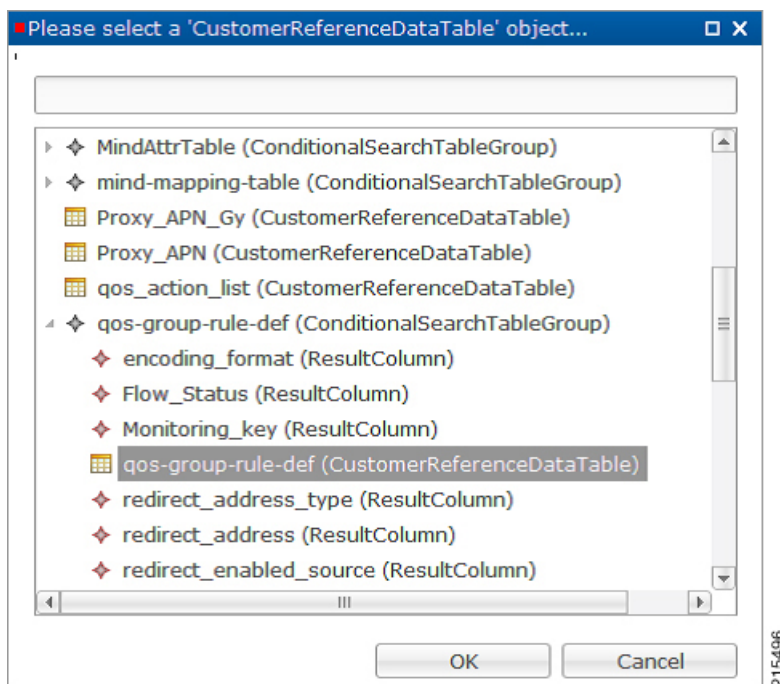 Please select a 'CustomerReferenceDataTable' object...
MindAttrTable (ConditionalSearchTableGroup)
mind-mapping-table (ConditionalSearchTableGroup)
Proxy_APN_Gy (CustomerReferenceDataTable)
Proxy_APN (CustomerReferenceDataTable)
qos_action_list (CustomerReferenceDataTable)
qos-group-rule-def (ConditionalSearchTableGroup)
encoding_format (ResultColumn)
Flow_Status (ResultColumn)
Monitoring_key (ResultColumn)
qos-group-rule-def (CustomerReferenceDataTable)
redirect_address_type (ResultColumn)
redirect_address (ResultColumn)
redirect_enabled_source (ResultColumn)
OK Cancel
215496